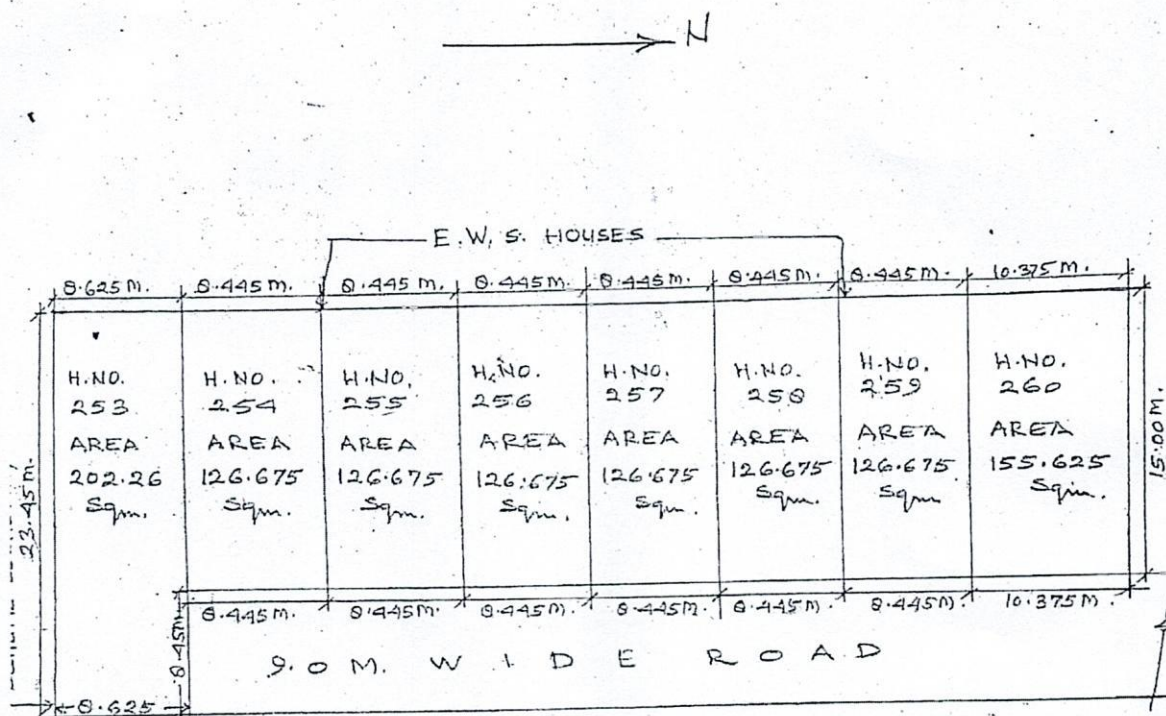 N
E.W.S. HOUSES
8.625 M. 8.445 M. 8.445 M. 8.445 M. 8.445 M. 8.445 M. 8.445 M. 10.375 M.
H.NO. H.NO. H.NO. H.NO. H.NO. H.NO. H.NO. H.NO.
253 254 255 256 257 258 259 260
AREA AREA AREA AREA AREA AREA AREA AREA
202.26 126.675 126.675 126.675 126.675 126.675 126.675 155.625
Sqm. Sqm. Sqm. Sqm. Sqm. Sqm. Sqm. Sqm.
23.45 M.
15.00 M.
8.445 M. 8.445 M. 8.445 M. 8.445 M. 8.445 M. 8.445 M. 10.375 M.
8.45 M
9.0 M. WIDE ROAD
8.625